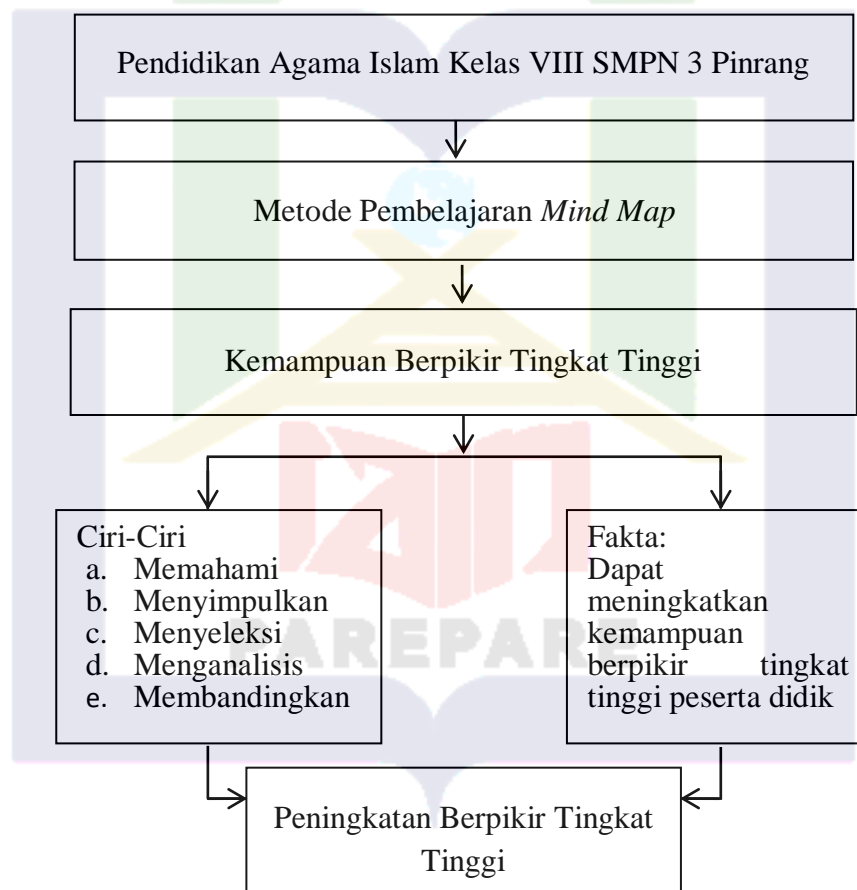 Pendidikan Agama Islam Kelas VIII SMPN 3 Pinrang
Metode Pembelajaran Mind Map
Kemampuan Berpikir Tingkat Tinggi
Ciri-Ciri
a. Memahami
b. Menyimpulkan
c. Menyeleksi
d. Menganalisis
e. Membandingkan
Fakta:
Dapat
meningkatkan
kemampuan
berpikir tingkat
tinggi peserta didik
PAREPARE
Peningkatan Berpikir Tingkat
Tinggi